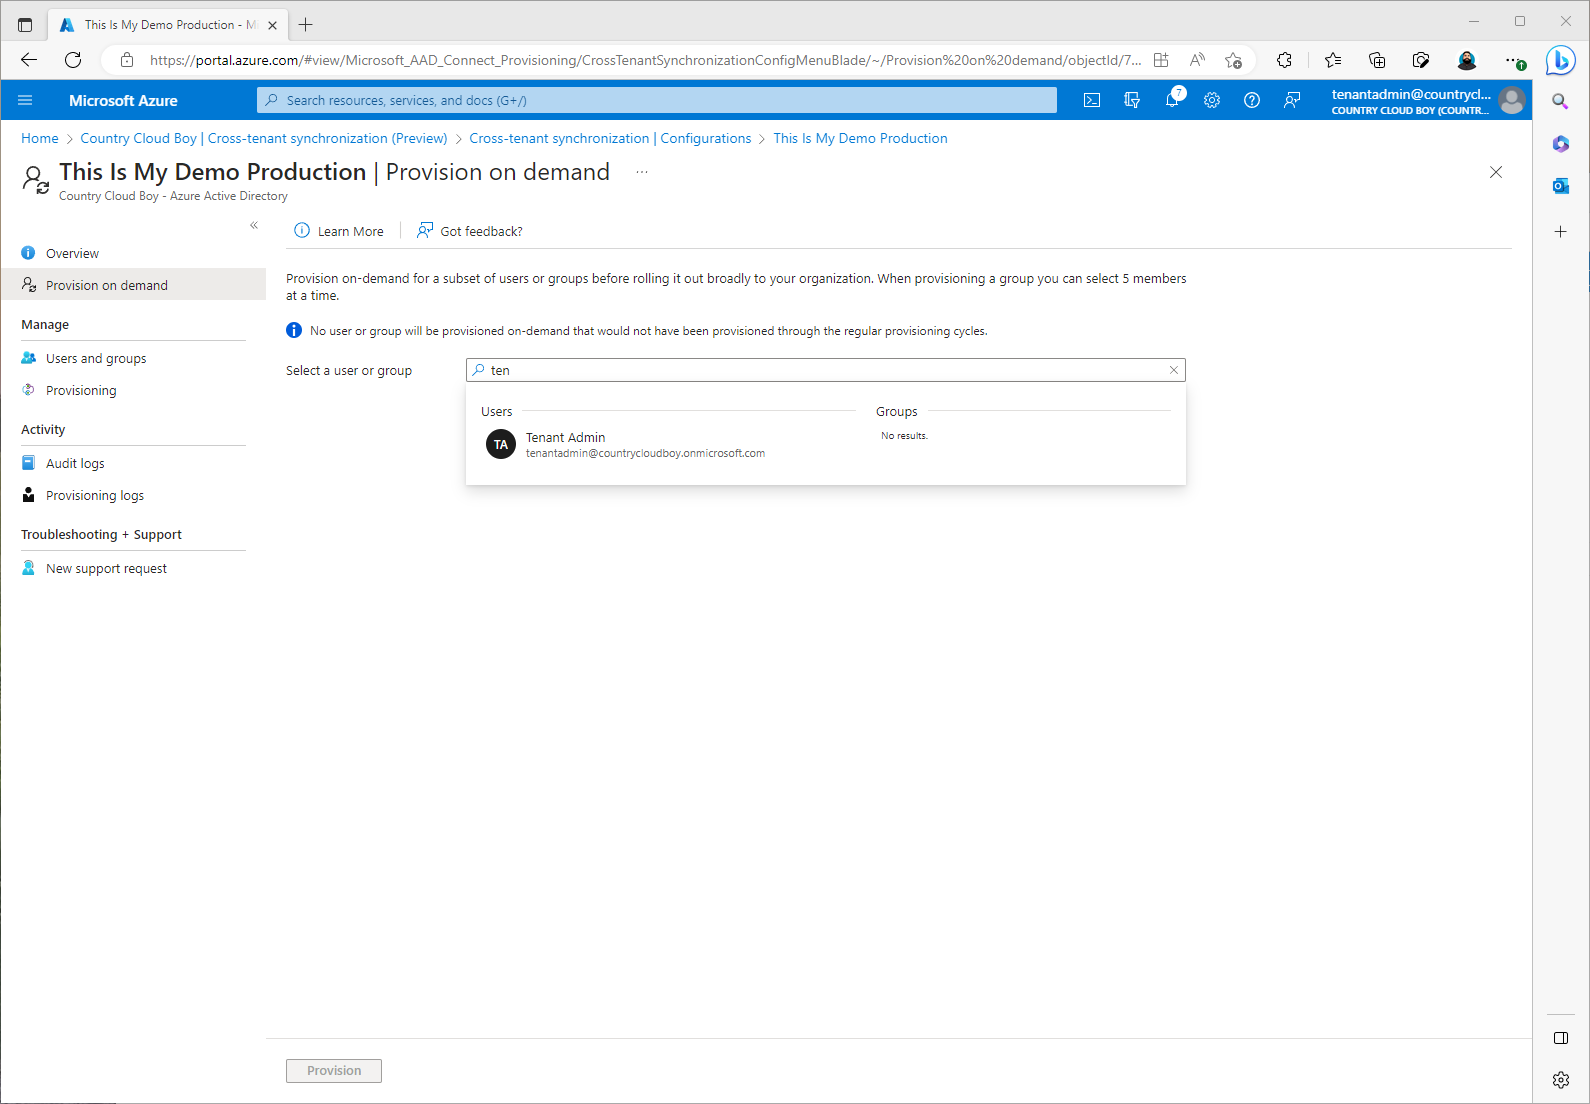 This Is My Demo Production - Mi
https://portal.azure.com/#view/Microsoft_AAD_Connect_Provisioning/CrossTenantSynchronizationConfigMenuBlade/~/Provision%20on%20demand/objectId/7...
Microsoft Azure
Search resources, services, and docs (G+/)
7
tenantadmin@countrycl...
COUNTRY CLOUD BOY (COUNTR...
Home > Country Cloud Boy | Cross-tenant synchronization (Preview) > Cross-tenant synchronization | Configurations > This Is My Demo Production
This Is My Demo Production | Provision on demand ...
Country Cloud Boy - Azure Active Directory
Learn More
Got feedback?
Overview
Provision on demand
Manage
Users and groups
Provisioning
Activity
Audit logs
Provisioning logs
Troubleshooting + Support
New support request
Provision on-demand for a subset of users or groups before rolling it out broadly to your organization. When provisioning a group you can select 5 members
at a time.
No user or group will be provisioned on-demand that would not have been provisioned through the regular provisioning cycles.
Select a user or group
ten
Users
TA
Tenant Admin
tenantadmin@countrycloudboy.onmicrosoft.com
Groups
No results.
Provision